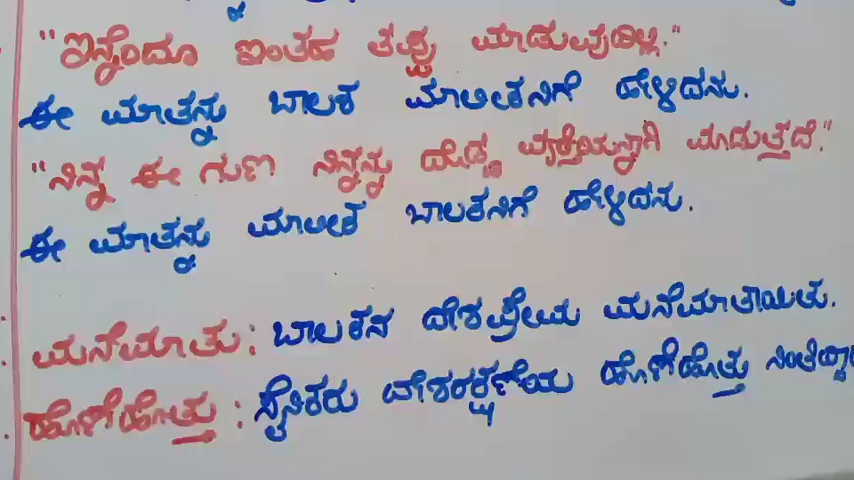 "ಇನ್ನೆಂದೂ ಇಂತಹ ತಪ್ಪು ಮಾಡುವುದಿಲ್ಲ."
ಈ ಮಾತನ್ನು ಬಾಲಕ ಮಾಲೀಕನಿಗೆ ಹೇಳಿದನು.
"ನಿನ್ನ ಈ ಗುಣ ನಿನ್ನನ್ನು ದೊಡ್ಡ ವ್ಯಕ್ತಿಯನ್ನಾಗಿ ಮಾಡುತ್ತದೆ."
ಈ ಮಾತನ್ನು ಮಾಲೀಕ ಬಾಲಕನಿಗೆ ಹೇಳಿದನು.
ಮನೆಮಾತು: ಬಾಲಕನ ದೇಶಪ್ರೇಮ ಮನೆಮಾತಾಯಿತು.
ಹೊಣೆಹೊತ್ತು: ಸೈನಿಕರು ದೇಶರಕ್ಷಣೆಯ ಹೊಣೆಹೊತ್ತು